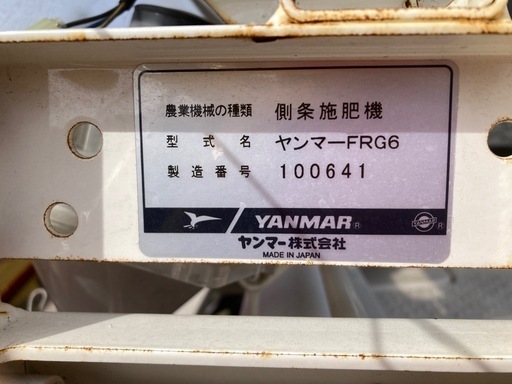 農業機械の種類 側条施肥機
型式名 ヤンマーFRG6
製造番号 100641
YANMAR R R
ヤンマー株式会社
MADE IN JAPAN